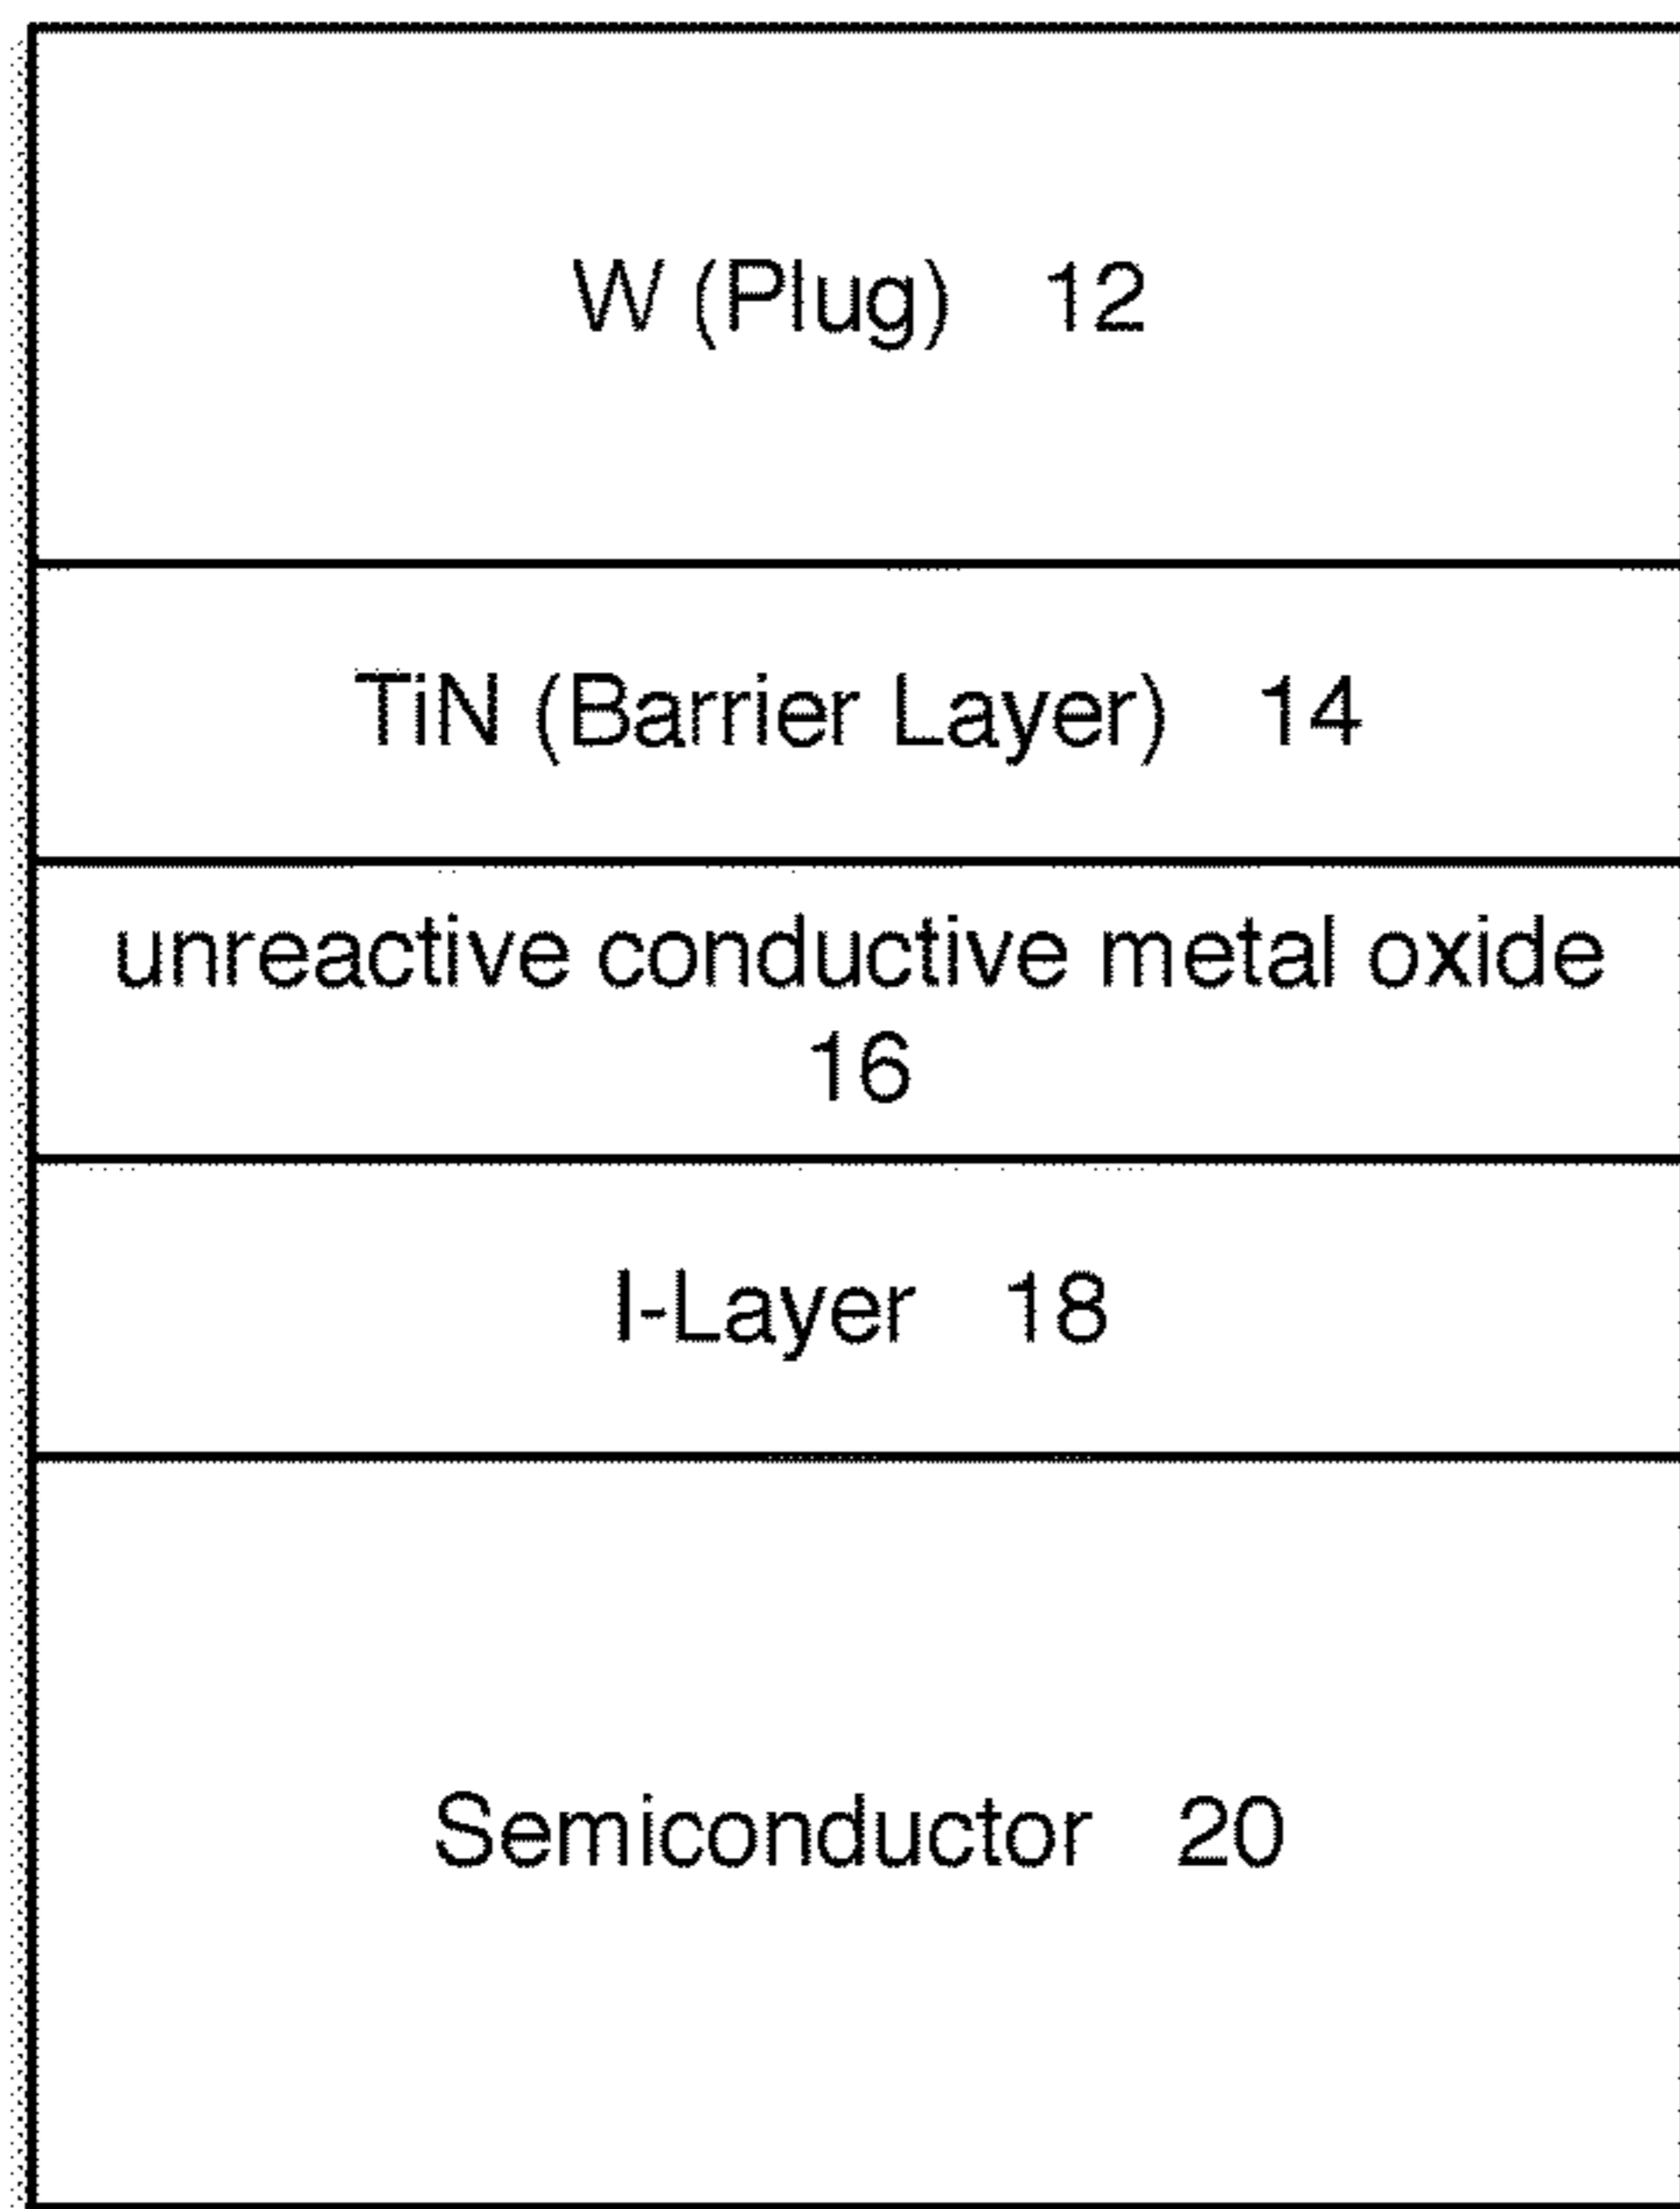 W (Plug) 12
TiN (Barrier Layer) 14
unreactive conductive metal oxide
16
I-Layer 18
Semiconductor 20